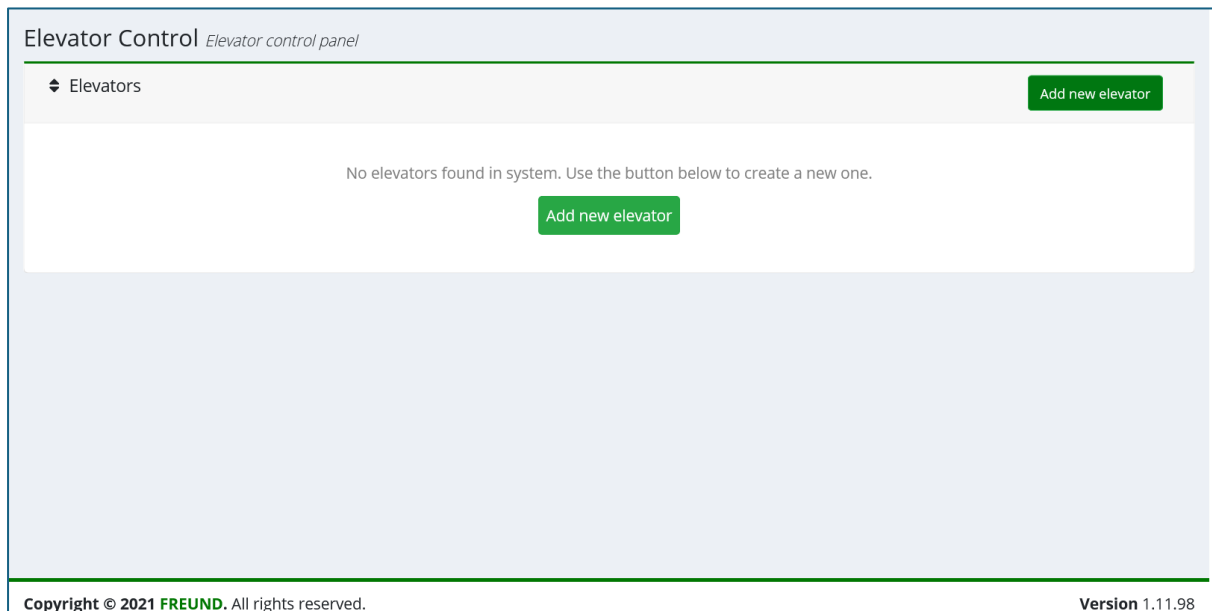 Elevator Control Elevator control panel
Elevators Add new elevator
No elevators found in system. Use the button below to create a new one.
Add new elevator
Copyright © 2021 FREUND. All rights reserved. Version 1.11.98